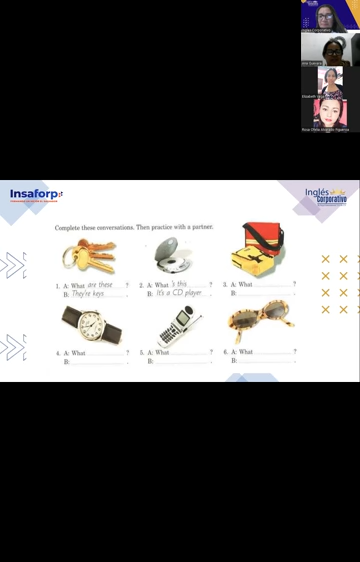 Insaforp
Inglés
Corporativo
Complete these conversations. Then practice with a partner.
1. A: What are these ?
B: They're keys .
2. A: What 's this ?
B: It's a CD player .
3. A: What ?
B: .
4. A: What ?
B: .
5. A: What ?
B: .
6. A: What ?
B: .